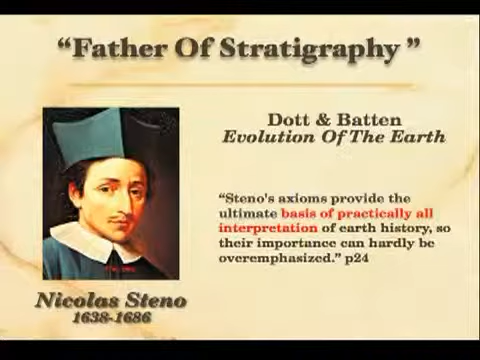 “Father Of Stratigraphy ”
Dott & Batten
Evolution Of The Earth
“Steno's axioms provide the
ultimate basis of practically all
interpretation of earth history, so
their importance can hardly be
overemphasized.” p24
Nicolas Steno
1638-1686